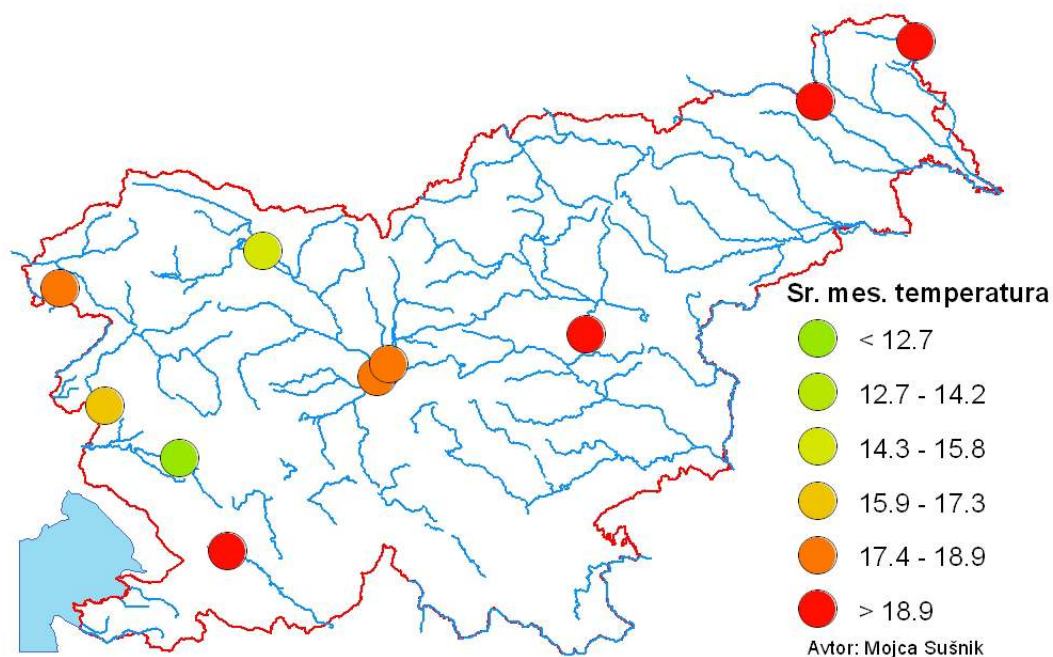 Sr. mes. temperatura
< 12.7
12.7 - 14.2
14.3 - 15.8
15.9 - 17.3
17.4 - 18.9
> 18.9
Avtor: Mojca Sušnik